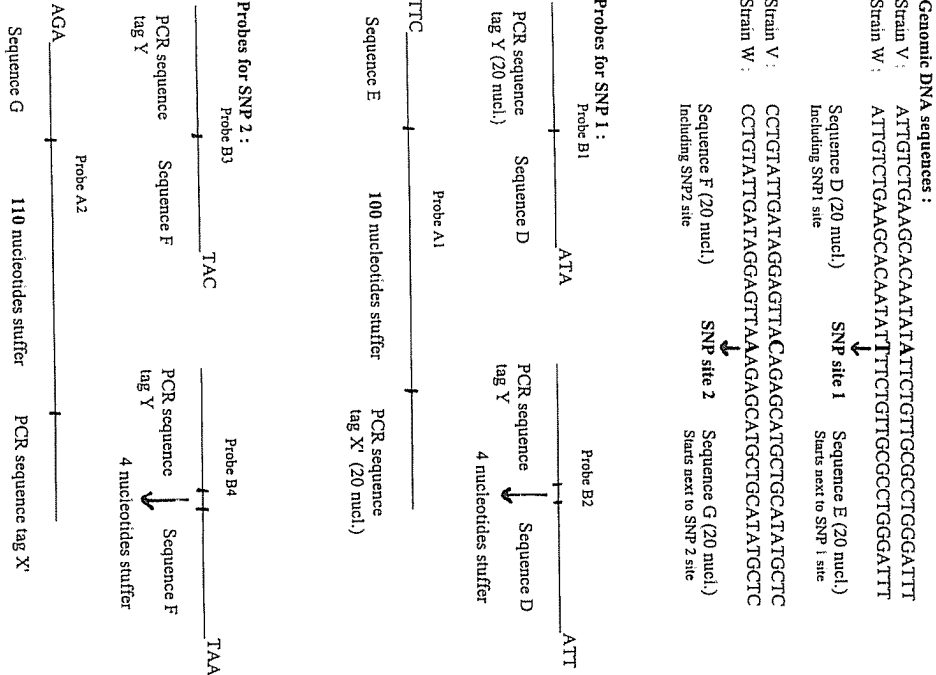 Genomic DNA sequences :
Strain V : ATTGTCTGAAGCACAATATATTCTGTTGCGCCTGGGATTT
Strain W : ATTGTCTGAAGCACAATATTTTCTGTTGCGCCTGGGATTT
Sequence D (20 nucl.) SNP site 1 Sequence E (20 nucl.)
Including SNP1 site Starts next to SNP 1 site
Strain V : CCTGTATTGATAGGAGTTACAGAGCATGCTGCATATGCTC
Strain W : CCTGTATTGATAGGAGTTAAAGAGCATGCTGCATATGCTC
Sequence F (20 nucl.) SNP site 2 Sequence G (20 nucl.)
Including SNP2 site Starts next to SNP 2 site
Probes for SNP 1 :
Probe B1 Probe B2
ATA ATT
PCR sequence Sequence D PCR sequence Sequence D
tag Y (20 nucl.) tag Y
4 nucleotides stuffer
Probe A1
TTC
Sequence E 100 nucleotides stuffer PCR sequence
tag X' (20 nucl.)
Probes for SNP 2 :
Probe B3 Probe B4
TAC TAA
PCR sequence Sequence F PCR sequence Sequence F
tag Y tag Y
4 nucleotides stuffer
Probe A2
AGA
Sequence G 110 nucleotides stuffer PCR sequence tag X'